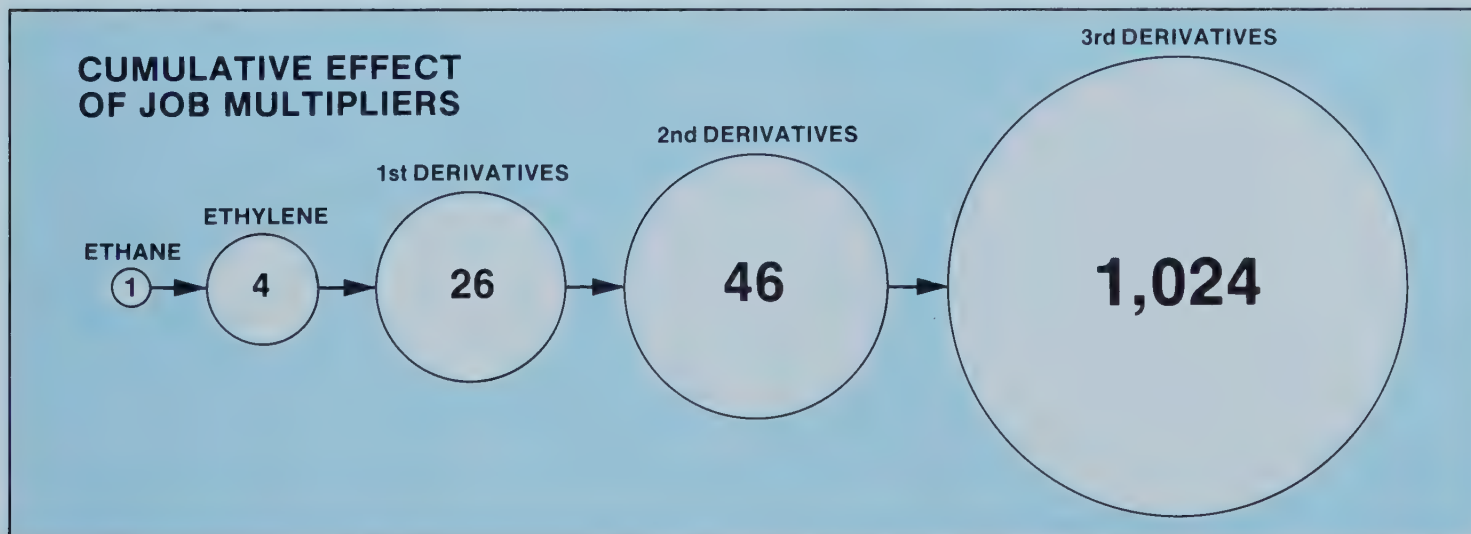 CUMULATIVE EFFECT
OF JOB MULTIPLIERS
ETHANE
1
ETHYLENE
4
1st DERIVATIVES
26
2nd DERIVATIVES
46
3rd DERIVATIVES
1,024